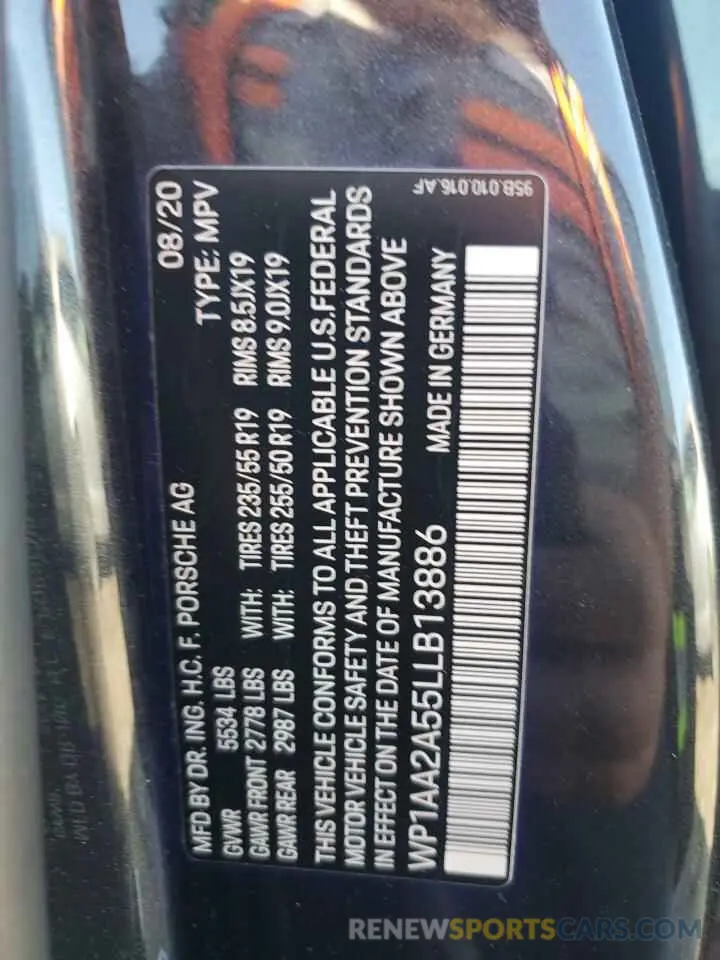 95B.010.016.AF
08/20
MFD BY DR. ING. H.C. F. PORSCHE AG TYPE: MPV
GVWR 5534 LBS
GAWR FRONT 2778 LBS WITH: TIRES 235/55 R19 RIMS 8.5JX19
GAWR REAR 2987 LBS WITH: TIRES 255/50 R19 RIMS 9.0JX19
THIS VEHICLE CONFORMS TO ALL APPLICABLE U.S.FEDERAL
MOTOR VEHICLE SAFETY AND THEFT PREVENTION STANDARDS
IN EFFECT ON THE DATE OF MANUFACTURE SHOWN ABOVE
WP1AA2A55LLB13886 MADE IN GERMANY
RENEWSPORTSCARS.COM